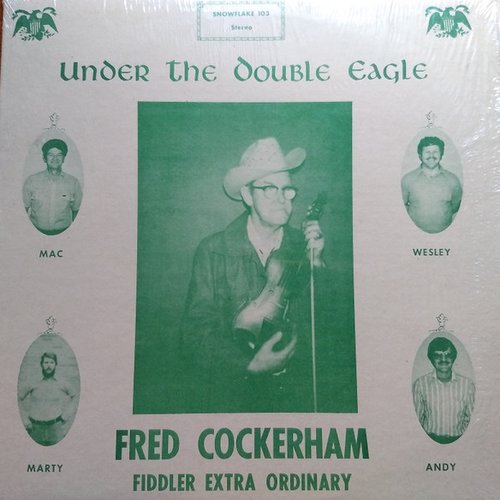 SNOWFLAKE 103
Stereo
Under the Double Eagle
MAC
WESLEY
MARTY
ANDY
FRED COCKERHAM
FIDDLER EXTRA ORDINARY